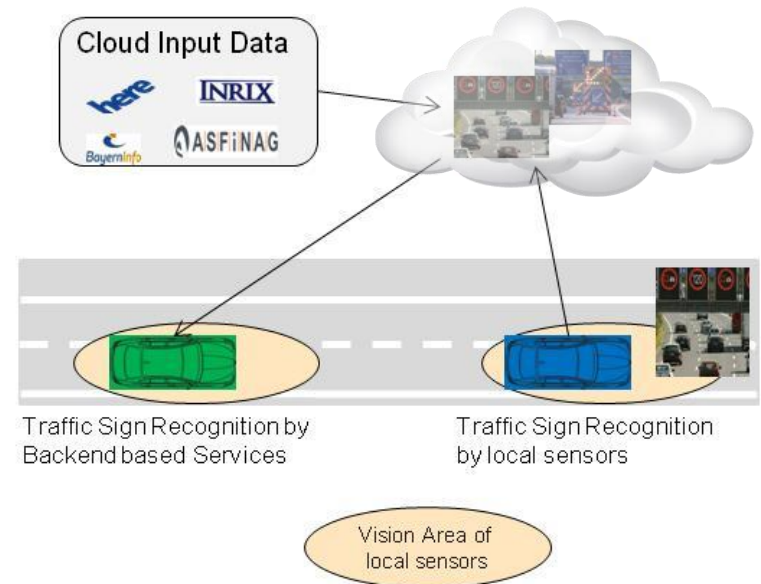 Cloud Input Data
here
INRIX
BayernInfo
ASFiNAG
Traffic Sign Recognition by
Backend based Services
Traffic Sign Recognition
by local sensors
Vision Area of
local sensors